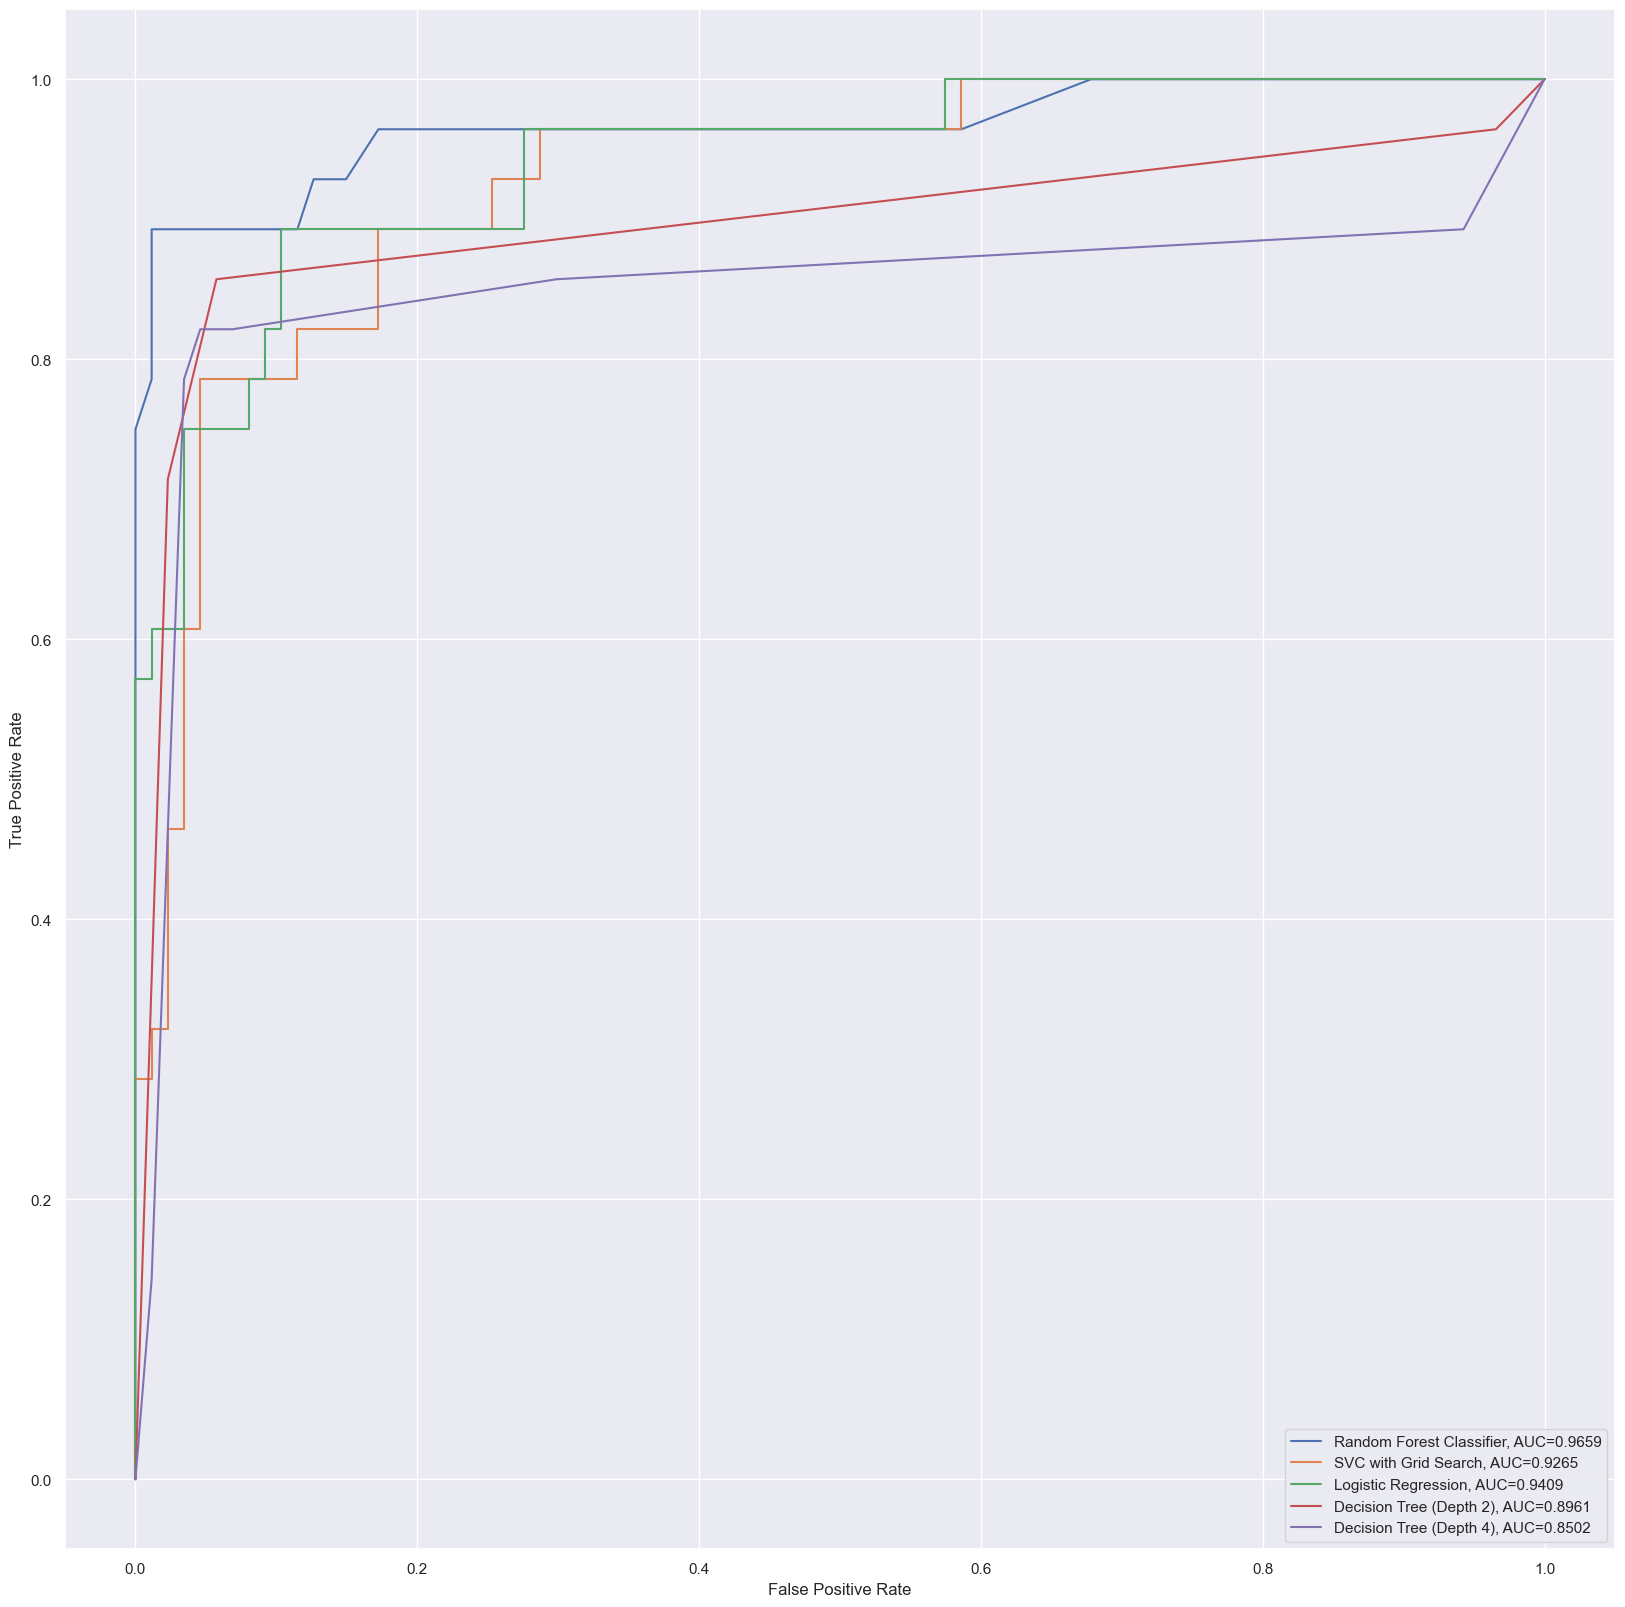 1.0
0.8
0.6
0.4
0.2
0.0
True Positive Rate
Random Forest Classifier, AUC=0.9659
SVC with Grid Search, AUC=0.9265
Logistic Regression, AUC=0.9409
Decision Tree (Depth 2), AUC=0.8961
Decision Tree (Depth 4), AUC=0.8502
0.0 0.2 0.4 0.6 0.8 1.0
False Positive Rate